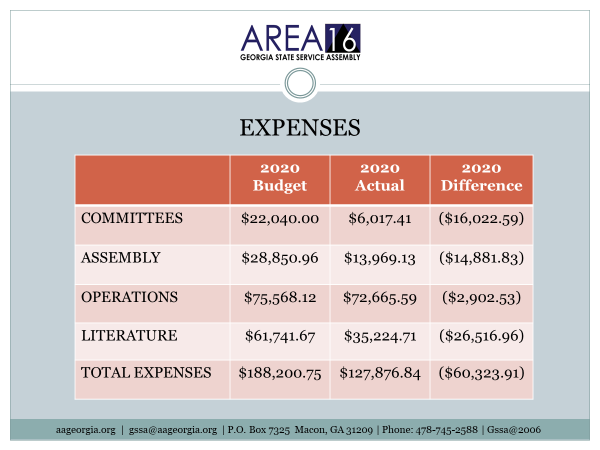 AREA 16
GEORGIA STATE SERVICE ASSEMBLY
EXPENSES
2020 Budget 2020 Actual 2020 Difference
COMMITTEES $22,040.00 $6,017.41 ($16,022.59)
ASSEMBLY $28,850.96 $13,969.13 ($14,881.83)
OPERATIONS $75,568.12 $72,665.59 ($2,902.53)
LITERATURE $61,741.67 $35,224.71 ($26,516.96)
TOTAL EXPENSES $188,200.75 $127,876.84 ($60,323.91)
aageorgia.org | gssa@aageorgia.org | P.O. Box 7325 Macon, GA 31209 | Phone: 478-745-2588 | Gssa@2006